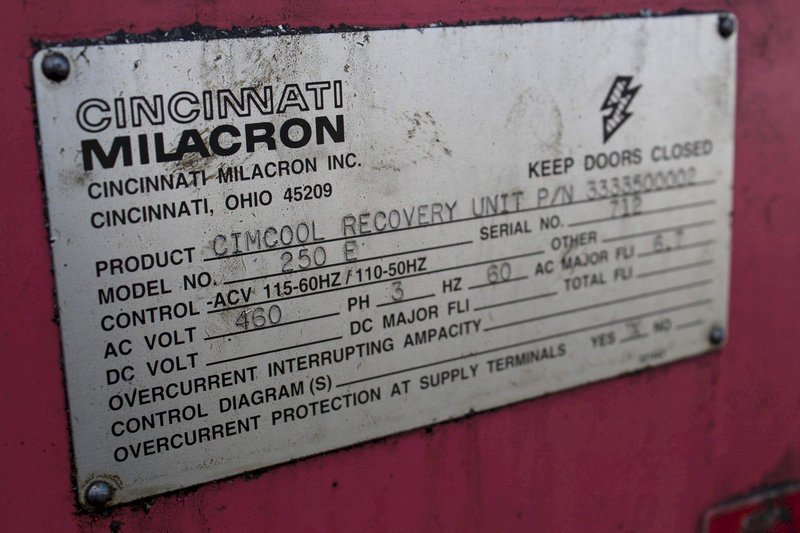 CINCINNATI
MILACRON
CINCINNATI MILACRON INC.
CINCINNATI, OHIO 45209
KEEP DOORS CLOSED
PRODUCT CIMCOOL RECOVERY UNIT P/N 3333500002
MODEL NO. 250 E SERIAL NO. 712
CONTROL -ACV 115-60HZ/110-50HZ OTHER
AC VOLT 460 PH 3 HZ 60 AC MAJOR FLI 6.7
DC VOLT DC MAJOR FLI TOTAL FLI
OVERCURRENT INTERRUPTING AMPACITY
CONTROL DIAGRAM (S)
OVERCURRENT PROTECTION AT SUPPLY TERMINALS YES X NO